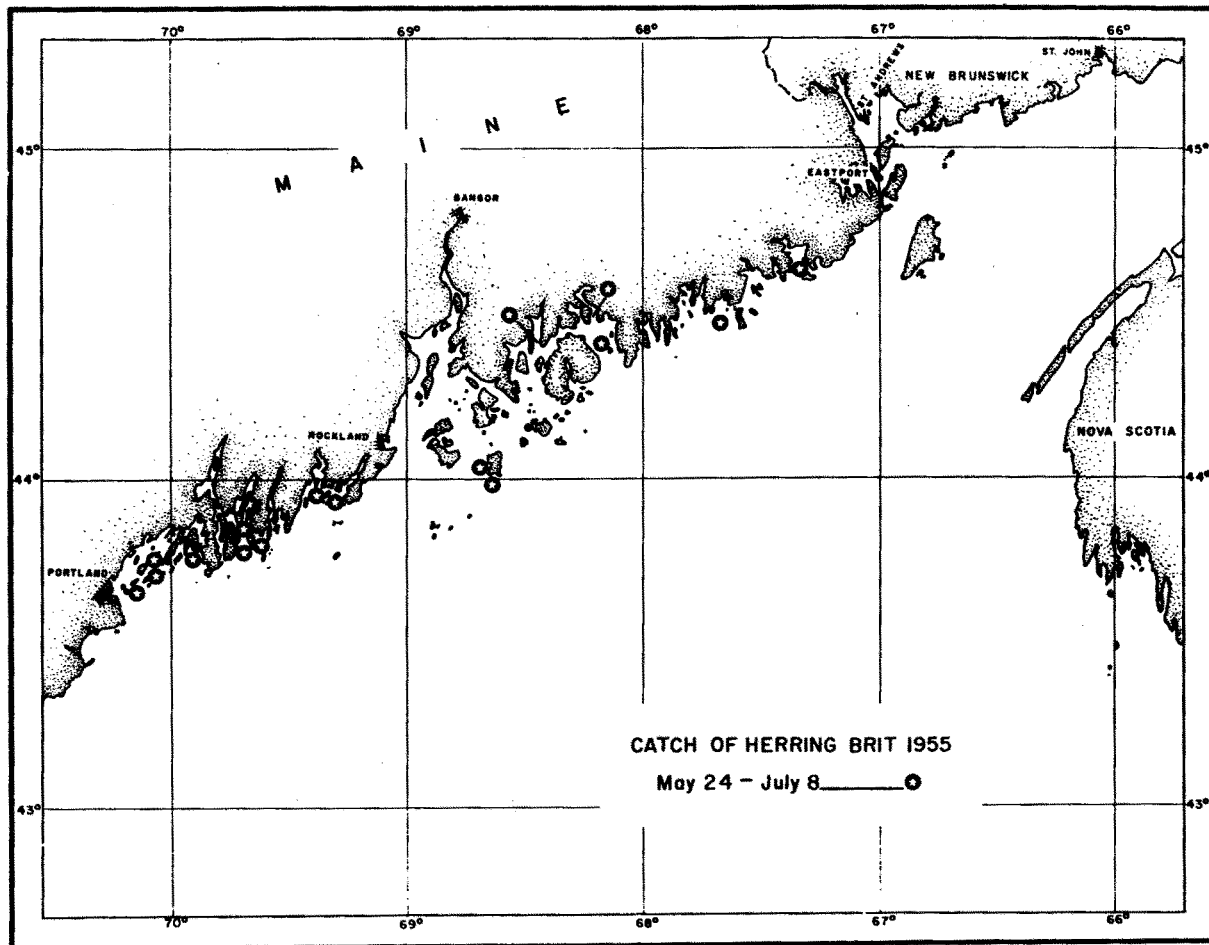 70° 69° 68° 67° 66°
ST. JOHN
ST. ANDREWS
NEW BRUNSWICK
MAINE
45° 45°
EASTPORT
BANGOR
ROCKLAND
NOVA SCOTIA
44° 44°
PORTLAND
CATCH OF HERRING BRIT 1955
May 24 - July 8
43° 43°
70° 69° 68° 67° 66°